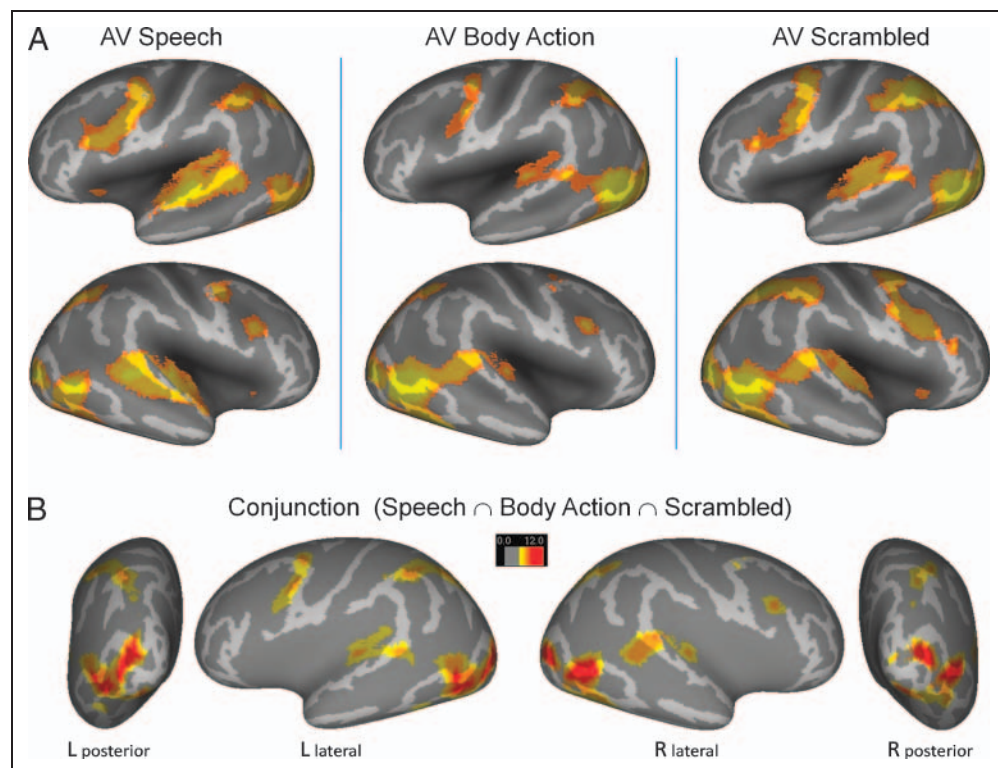 A
AV Speech
AV Body Action
AV Scrambled
B
Conjunction (Speech ∩ Body Action ∩ Scrambled)
0.0 12.0
L posterior
L lateral
R lateral
R posterior